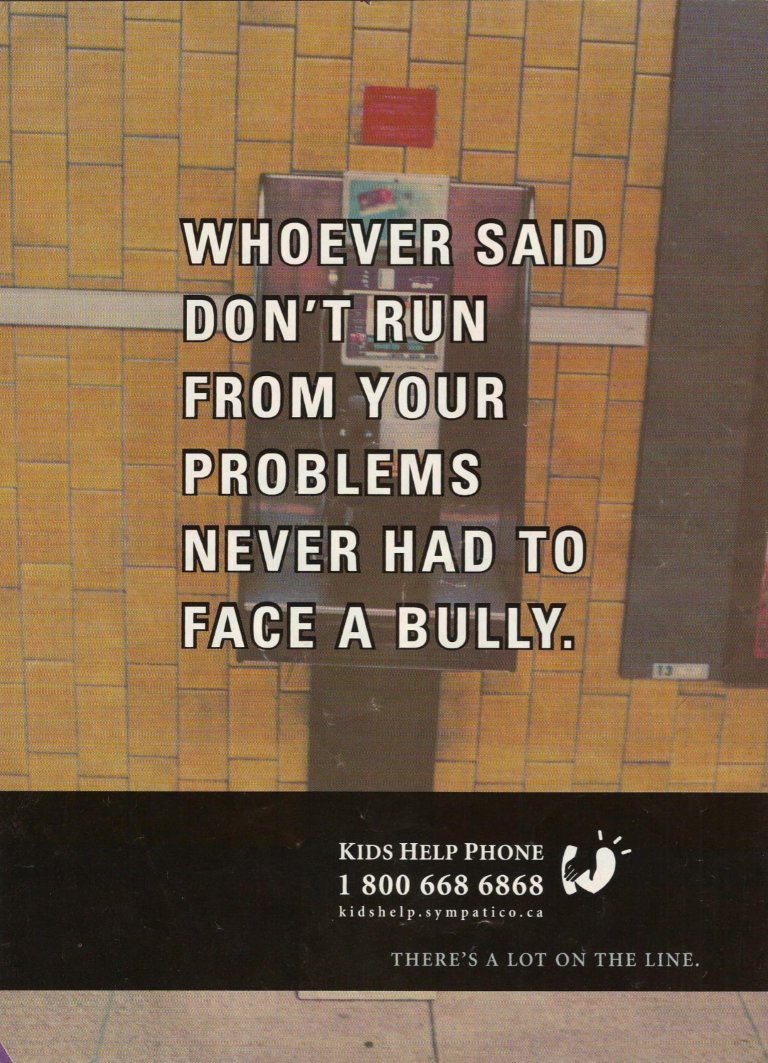 WHOEVER SAID
DON'T RUN
FROM YOUR
PROBLEMS
NEVER HAD TO
FACE A BULLY.
13
KIDS HELP PHONE
1 800 668 6868
kidshelp.sympatico.ca
THERE'S A LOT ON THE LINE.